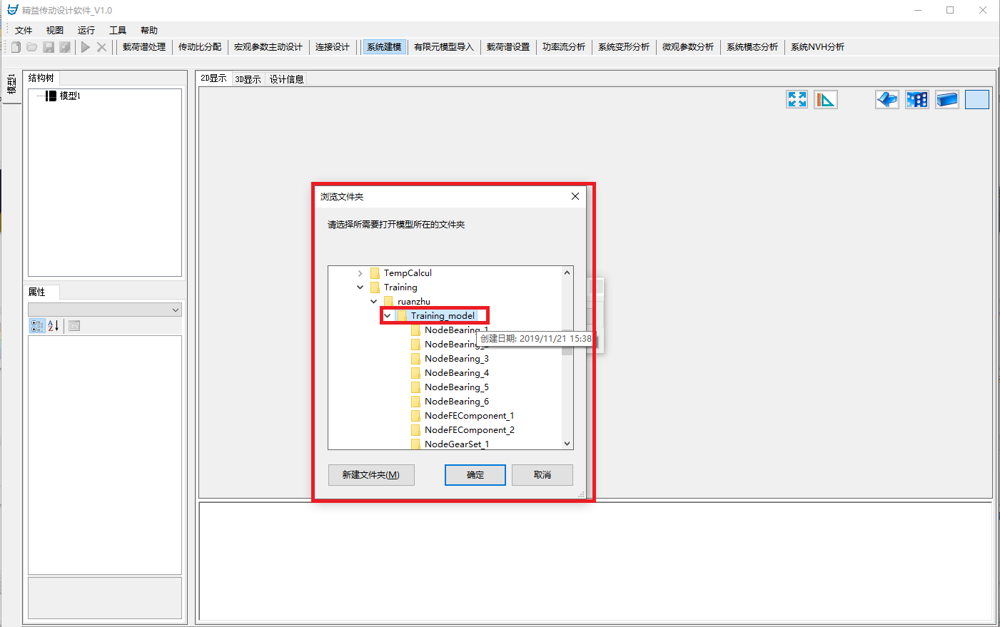 精益传动设计软件_V1.0
文件 视图 运行 工具 帮助
载荷谱处理 传动比分配 宏观参数主动设计 连接设计 系统建模 有限元模型导入 载荷谱设置 功率流分析 系统变形分析 微观参数分析 系统模态分析 系统NVH分析
模型1
结构树
模型1
属性
2D显示 3D显示 设计信息
浏览文件夹
请选择所需要打开模型所在的文件夹
TempCalcul
Training
ruanzhu
Training_model
NodeBearing_1
创建日期: 2019/11/21 15:38
NodeBearing_2
NodeBearing_3
NodeBearing_4
NodeBearing_5
NodeBearing_6
NodeFEComponent_1
NodeFEComponent_2
NodeGearSet_1
新建文件夹(M) 确定 取消